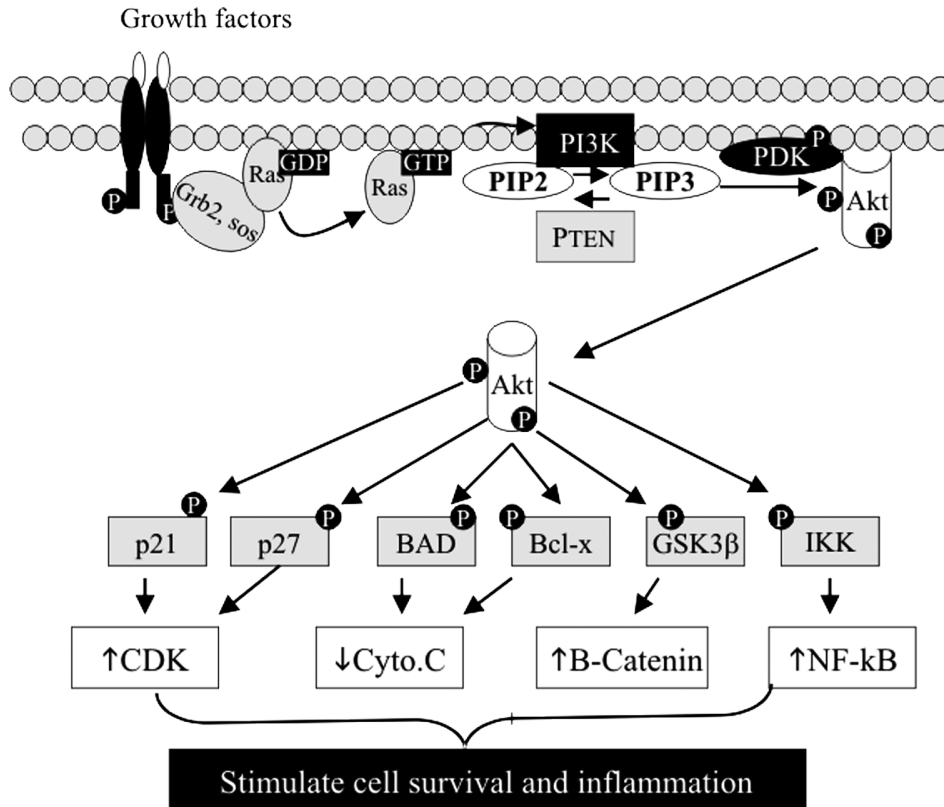 Growth factors
P
P
Grb2, sos
Ras
GDP
Ras
GTP
PI3K
PIP2
PIP3
PTEN
PDK
P
P
Akt
P
P
Akt
P
P
P
P
P
P
P
p21
p27
BAD
Bcl-x
GSK3β
IKK
↑CDK
↓Cyto.C
↑B-Catenin
↑NF-kB
Stimulate cell survival and inflammation